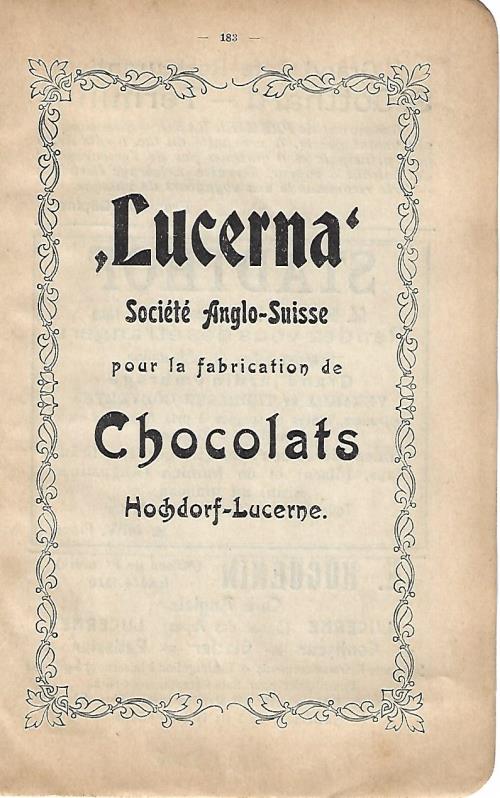 — 183 —
‚Lucerna‘
Société Anglo-Suisse
pour la fabrication de
Chocolats
Hochdorf-Lucerne.